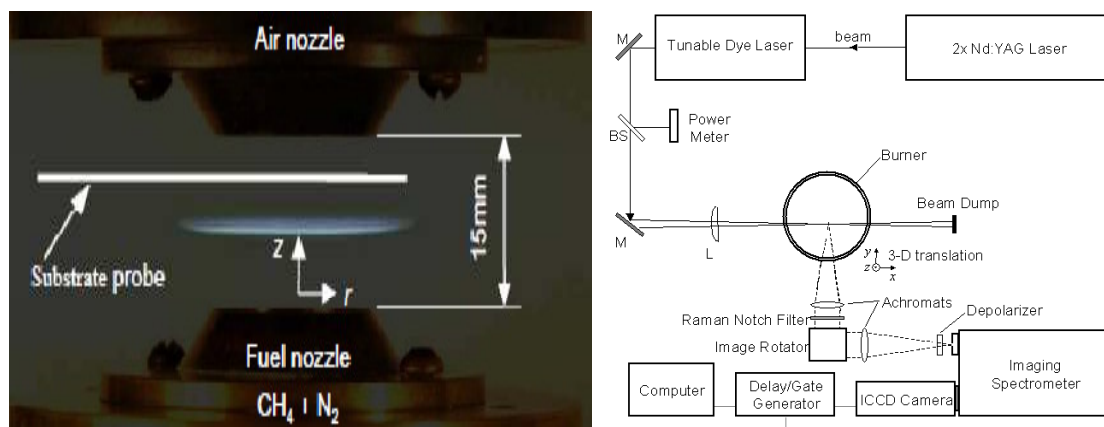 Air nozzle
15mm
z
r
Substrate probe
Fuel nozzle
CH₄ + N₂
M
Tunable Dye Laser
beam
2x Nd:YAG Laser
BS
Power
Meter
Burner
Beam Dump
M
L
y
z
x
3-D translation
Achromats
Raman Notch Filter
Depolarizer
Image Rotator
Imaging
Spectrometer
Computer
Delay/Gate
Generator
ICCD Camera